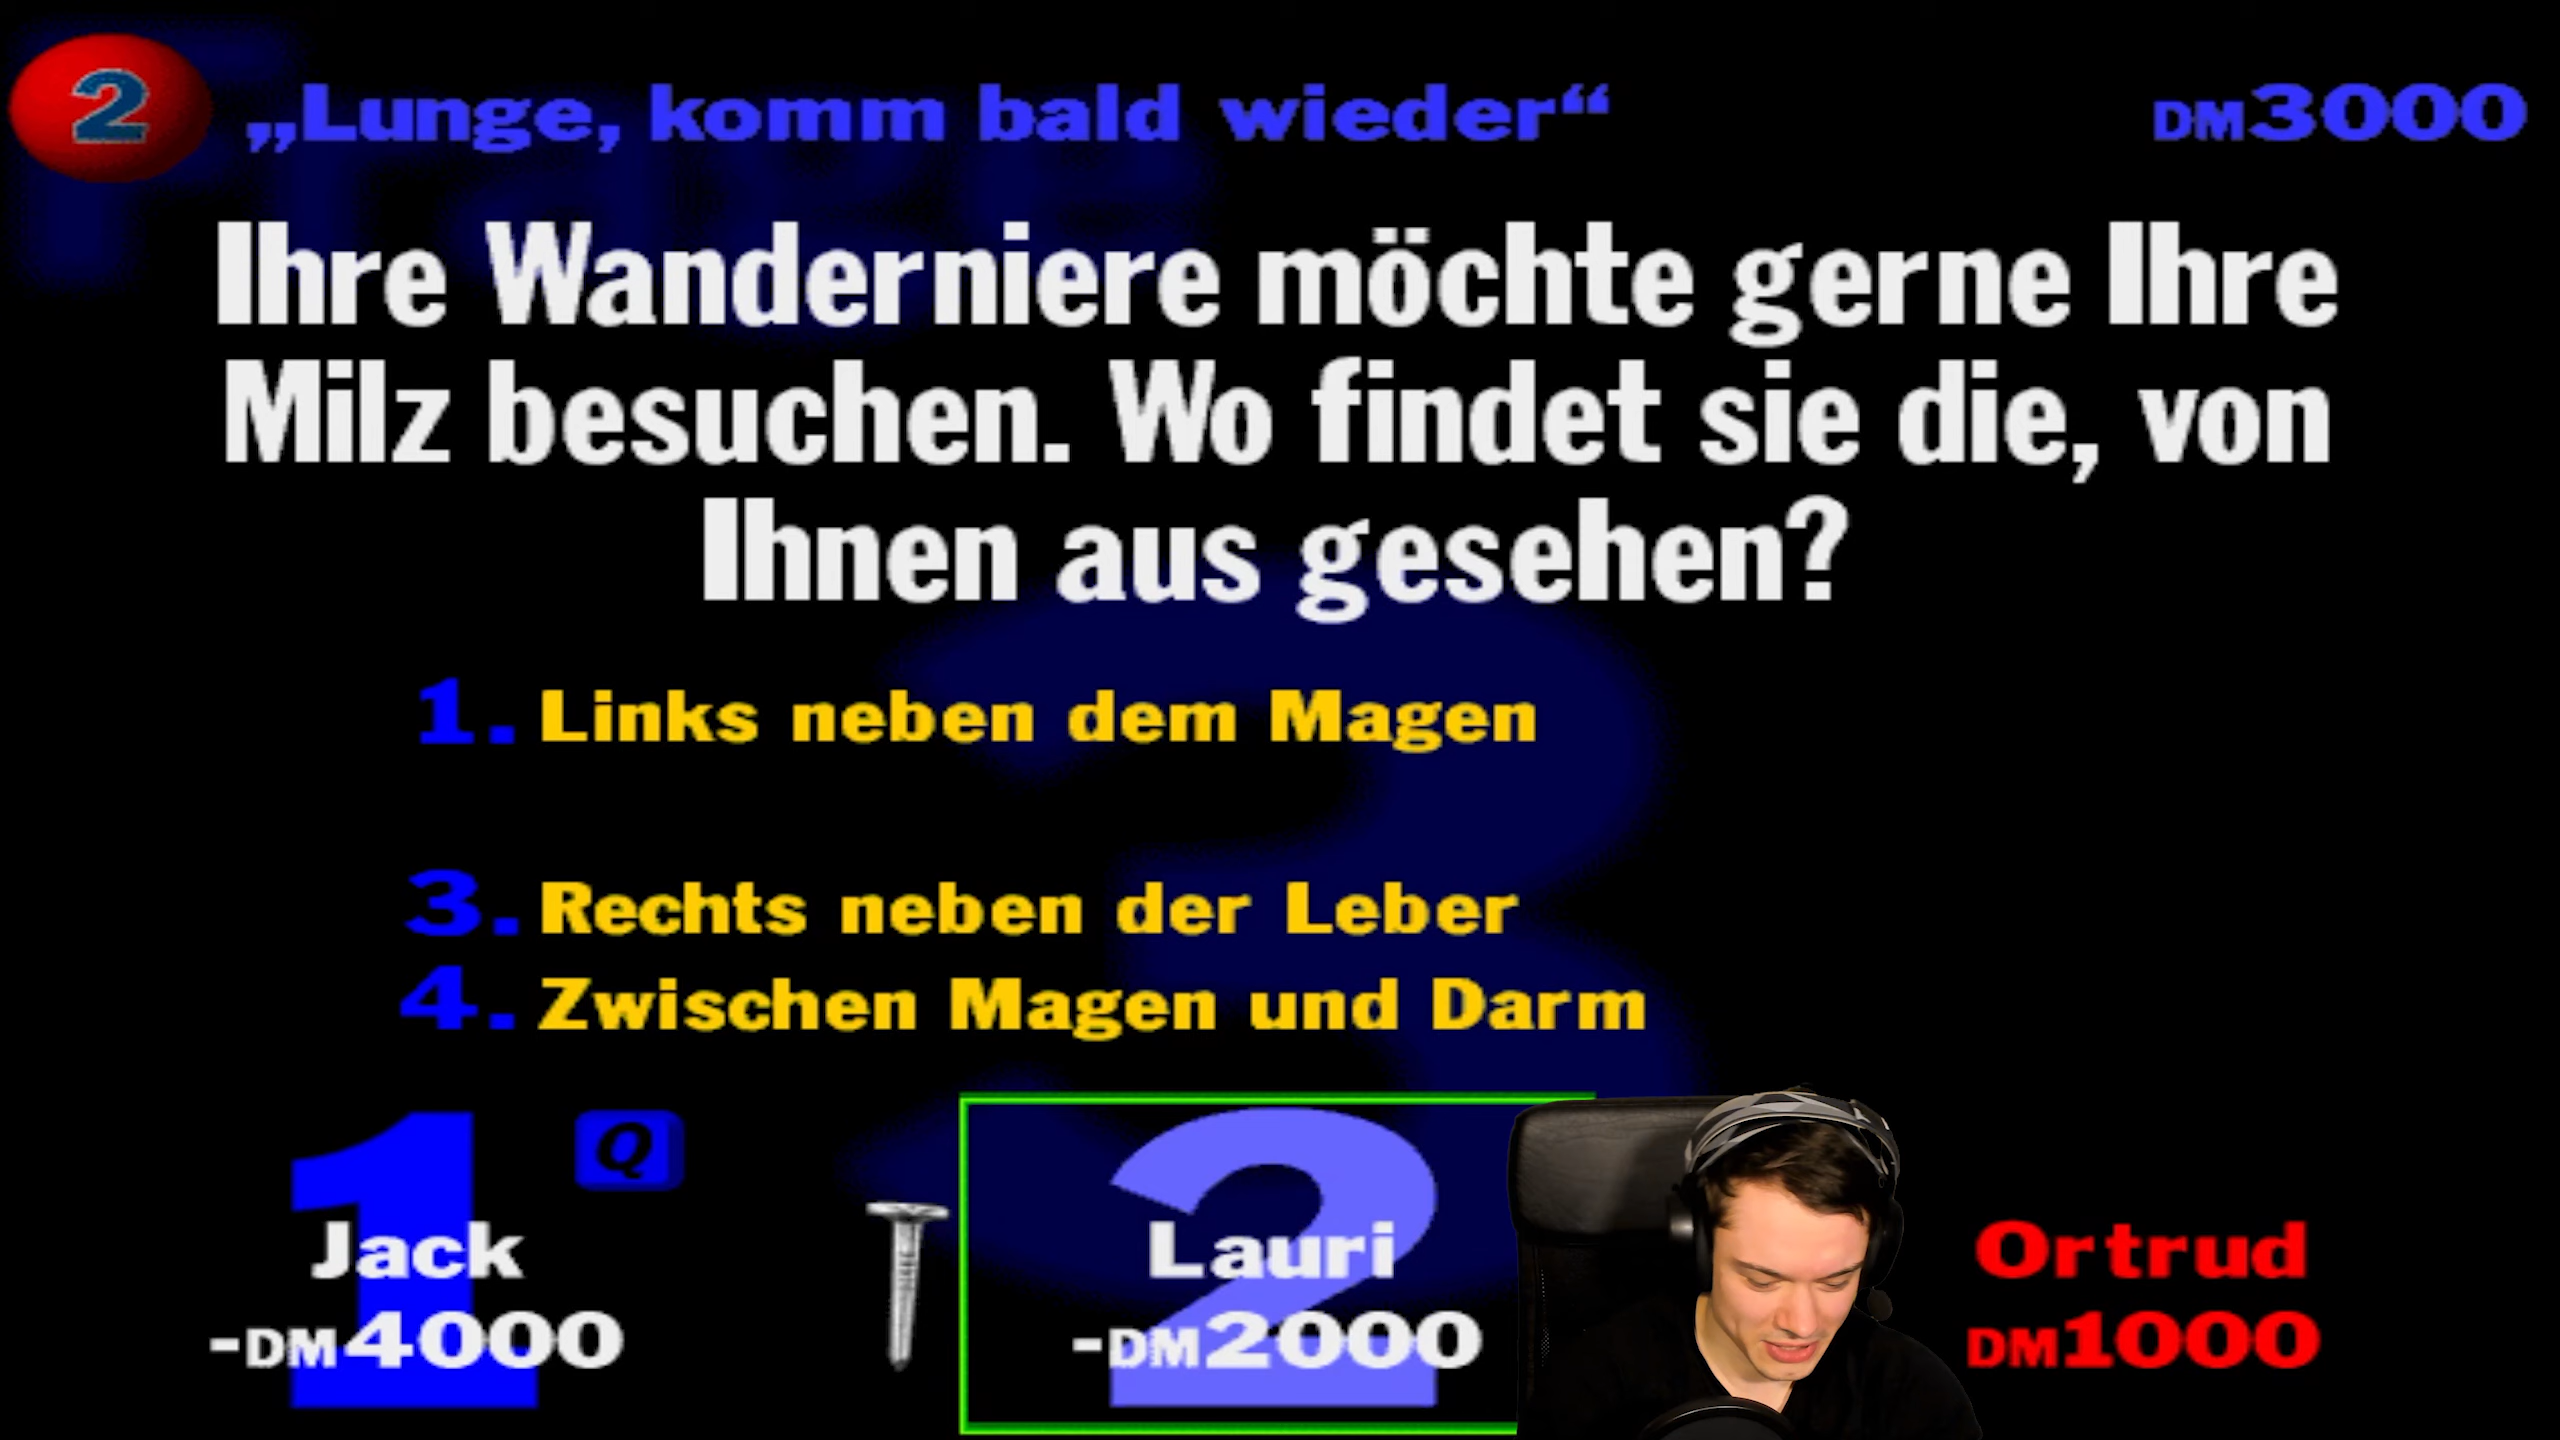 2
„Lunge, komm bald wieder“
DM3000
Ihre Wanderniere möchte gerne Ihre
Milz besuchen. Wo findet sie die, von
Ihnen aus gesehen?
1. Links neben dem Magen
3. Rechts neben der Leber
4. Zwischen Magen und Darm
1
Q
Jack
-DM4000
2
Lauri
-DM2000
Ortrud
DM1000